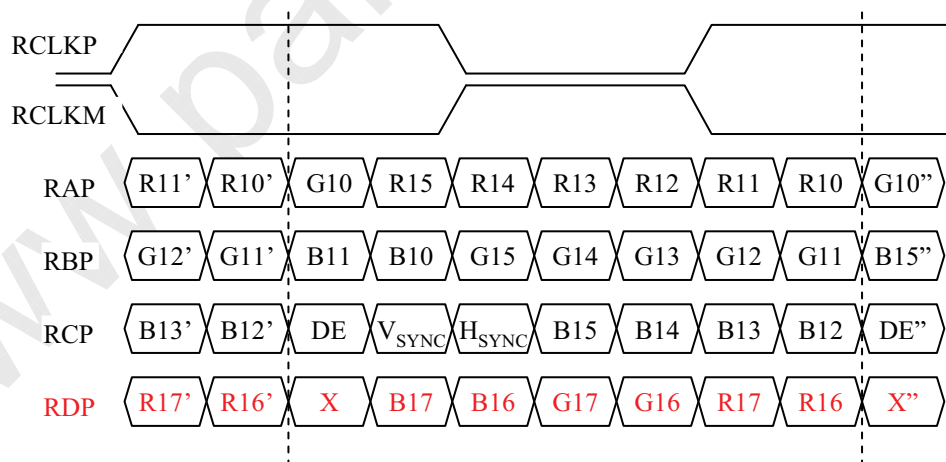 RCLKP
RCLKM
RAP R11’ R10’ G10 R15 R14 R13 R12 R11 R10 G10”
RBP G12’ G11’ B11 B10 G15 G14 G13 G12 G11 B15”
RCP B13’ B12’ DE VSYNC HSYNC B15 B14 B13 B12 DE”
RDP R17’ R16’ X B17 B16 G17 G16 R17 R16 X”